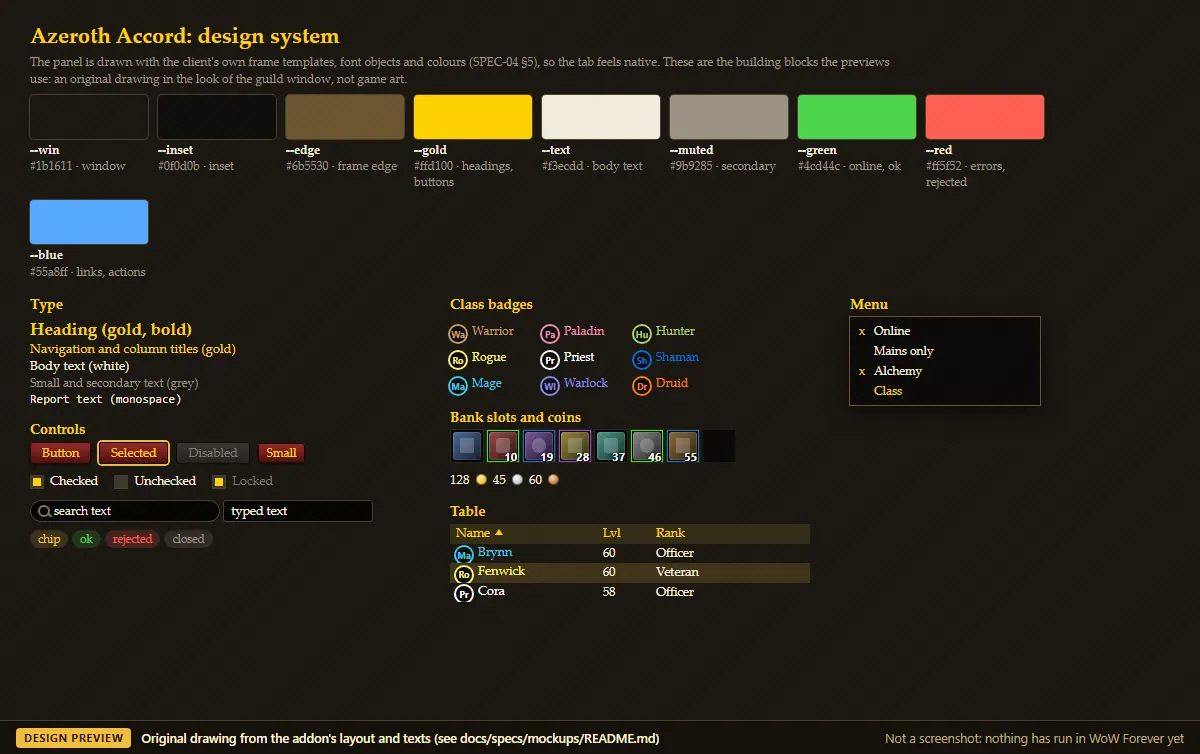 Azeroth Accord: design system
The panel is drawn with the client's own frame templates, font objects and colours (SPEC-04 §5), so the tab feels native. These are the building blocks the previews
use: an original drawing in the look of the guild window, not game art.
--win --inset --edge --gold --text --muted --green --red
#1b1611 · window #0f0d0b · inset #6b5530 · frame edge #ffd100 · headings, #f3ecdd · body text #9b9285 · secondary #4cd44c · online, ok #ff5f52 · errors,
buttons rejected
--blue
#55a8ff · links, actions
Type
Heading (gold, bold)
Navigation and column titles (gold)
Body text (white)
Small and secondary text (grey)
Report text (monospace)
Controls
Button Selected Disabled Small
Checked Unchecked Locked
search text typed text
chip ok rejected closed
Class badges
Wa Warrior Pa Paladin Hu Hunter
Ro Rogue Pr Priest Sh Shaman
Ma Mage Wl Warlock Dr Druid
Bank slots and coins
10 19 28 37 46 55
128 45 60
Table
Name Lvl Rank
Ma Brynn 60 Officer
Ro Fenwick 60 Veteran
Pr Cora 58 Officer
Menu
x Online
Mains only
x Alchemy
Class
DESIGN PREVIEW Original drawing from the addon's layout and texts (see docs/specs/mockups/README.md) Not a screenshot: nothing has run in WoW Forever yet